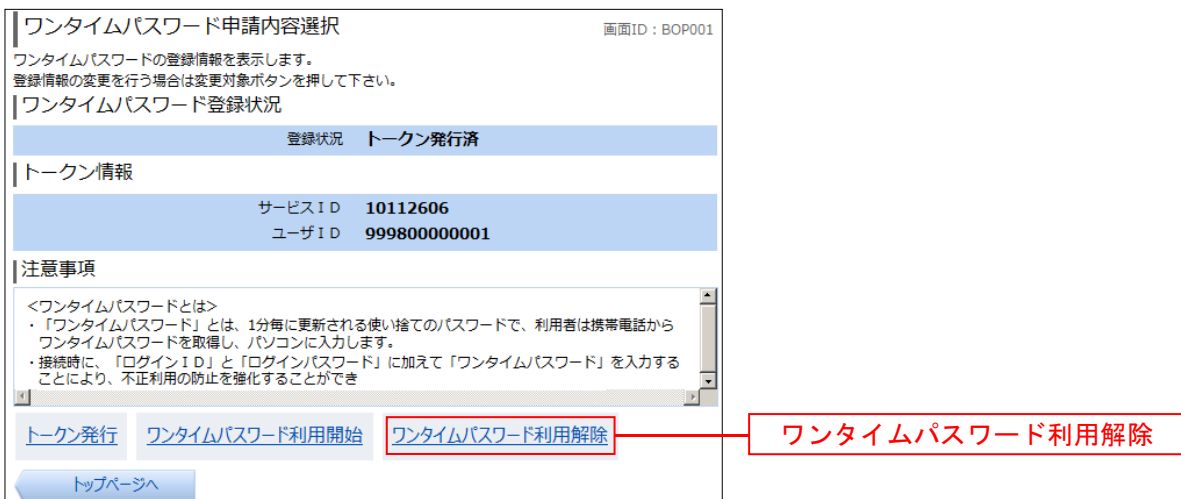 ワンタイムパスワード申請内容選択
画面ID：BOP001
ワンタイムパスワードの登録情報を表示します。
登録情報の変更を行う場合は変更対象ボタンを押して下さい。
ワンタイムパスワード登録状況
登録状況 トークン発行済
トークン情報
サービスＩＤ 10112606
ユーザＩＤ 999800000001
注意事項
＜ワンタイムパスワードとは＞
・「ワンタイムパスワード」とは、1分毎に更新される使い捨てのパスワードで、利用者は携帯電話から
ワンタイムパスワードを取得し、パソコンに入力します。
・接続時に、「ログインＩＤ」と「ログインパスワード」に加えて「ワンタイムパスワード」を入力する
ことにより、不正利用の防止を強化することができ
トークン発行 ワンタイムパスワード利用開始 ワンタイムパスワード利用解除
ワンタイムパスワード利用解除
トップページへ